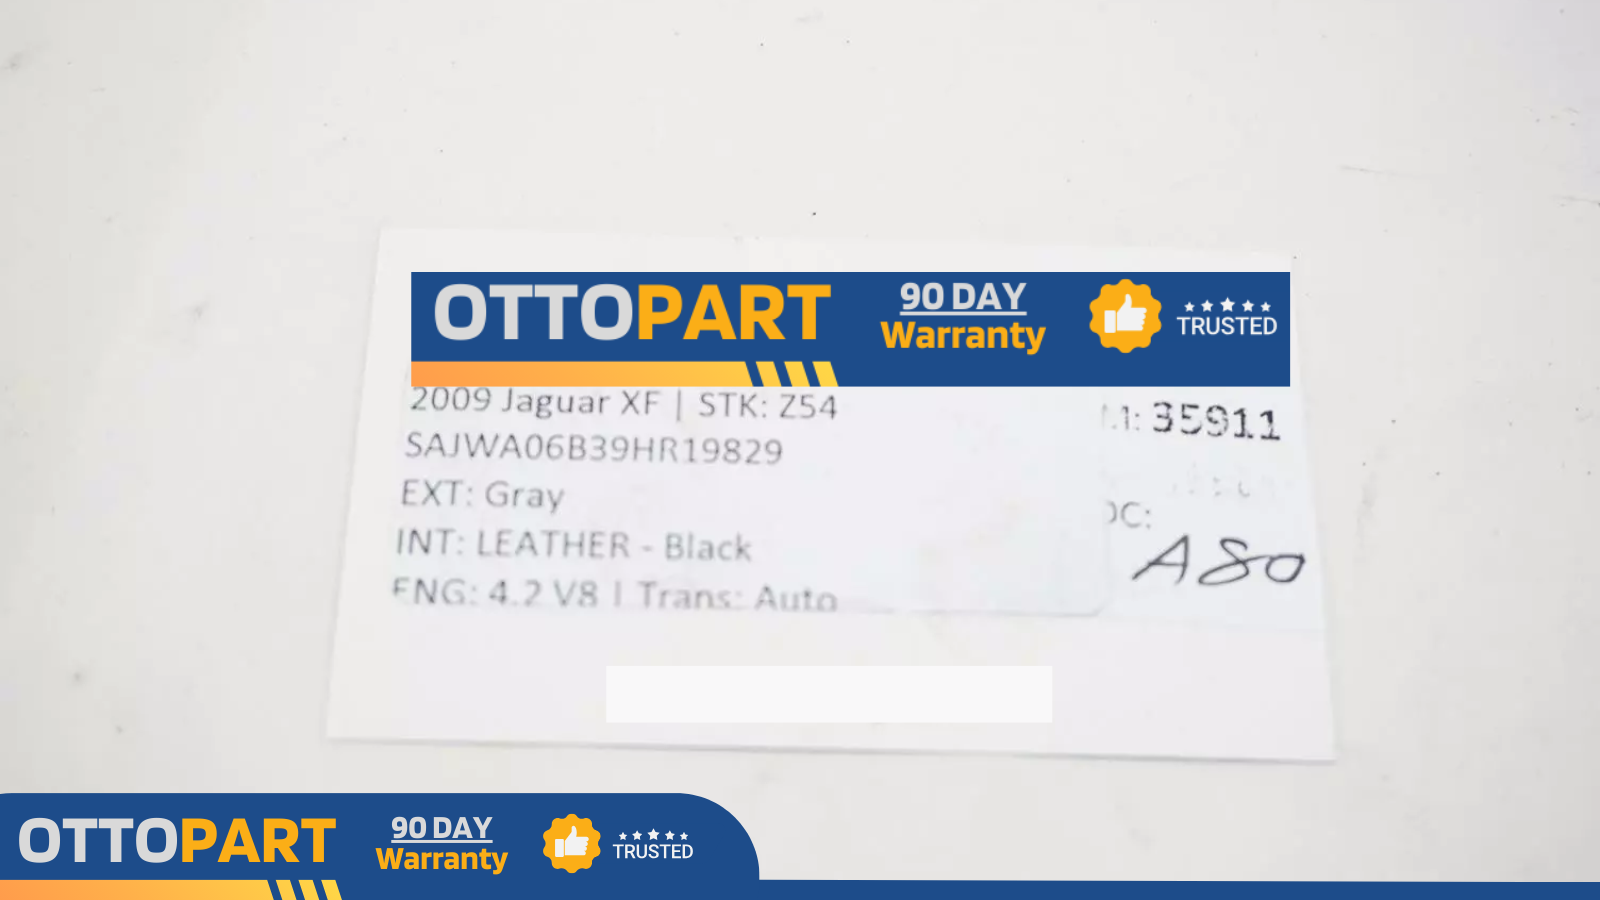 OTTOPART
90 DAY
Warranty
TRUSTED
2009 Jaguar XF | STK: Z54
35911
SAJWA06B39HR19829
EXT: Gray
INT: LEATHER - Black
ENG: 4.2 V8 | Trans: Auto
A80
OTTOPART
90 DAY
Warranty
TRUSTED